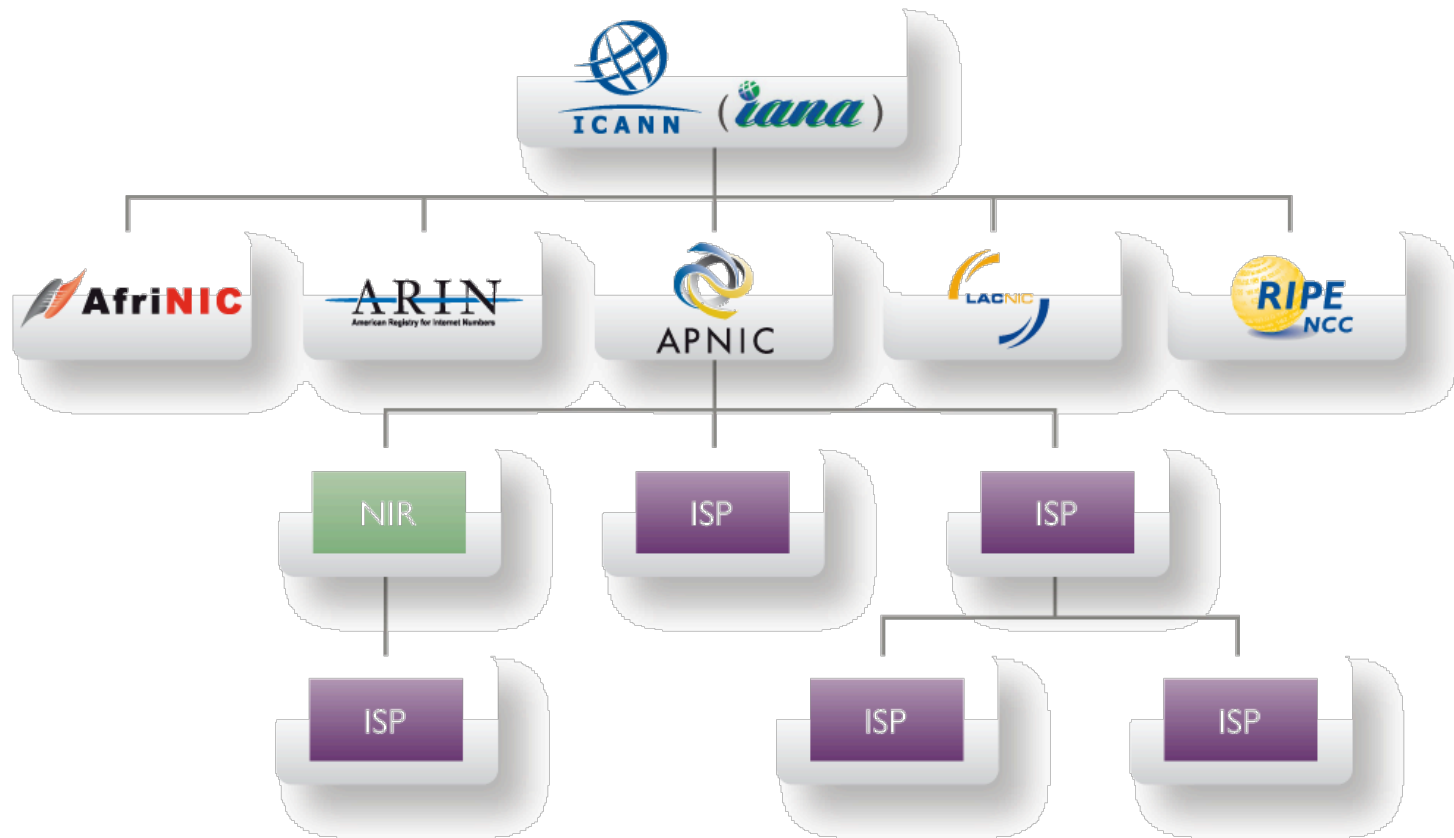 ICANN
(iana)
AfriNIC
ARIN
American Registry for Internet Numbers
APNIC
LACNIC
RIPE
NCC
NIR
ISP
ISP
ISP
ISP
ISP